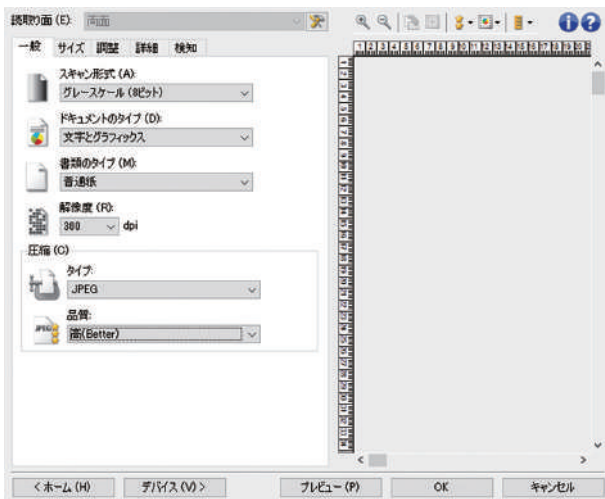 読取り面 (E): 両面
一般 サイズ 調整 詳細 検知
スキャン形式 (A):
グレースケール (8ビット)
ドキュメントのタイプ (D):
文字とグラフィックス
書類のタイプ (M):
普通紙
解像度 (R):
300 dpi
圧縮 (C)
タイプ:
JPEG
品質:
JPEG
高(Better)
< ホーム (H) デバイス (V) > プレビュー (P) OK キャンセル